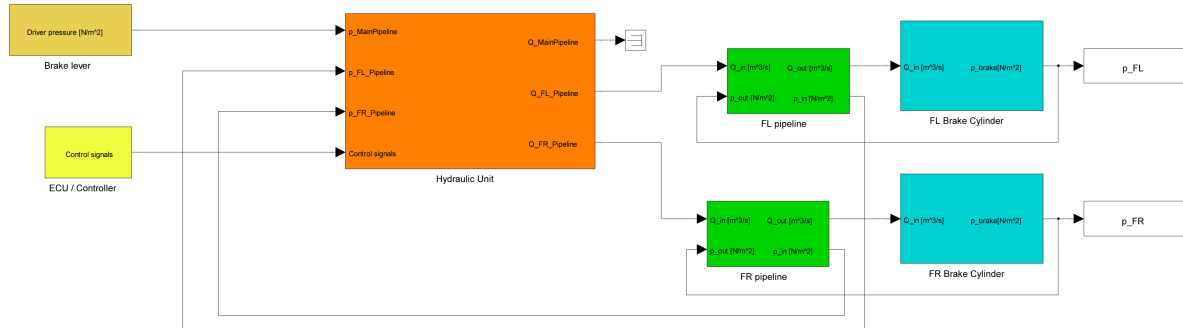 Driver pressure [N/m^2]
Brake lever
Control signals
ECU / Controller
p_MainPipeline
p_FL_Pipeline
p_FR_Pipeline
Control signals
Q_MainPipeline
Q_FL_Pipeline
Q_FR_Pipeline
Hydraulic Unit
Q_in [m^3/s]
Q_out [m^3/s]
p_out [N/m^2]
p_in [N/m^2]
FL pipeline
Q_in [m^3/s]
p_brake[N/m^2]
FL Brake Cylinder
p_FL
Q_in [m^3/s]
Q_out [m^3/s]
p_out [N/m^2]
p_in [N/m^2]
FR pipeline
Q_in [m^3/s]
p_brake[N/m^2]
FR Brake Cylinder
p_FR